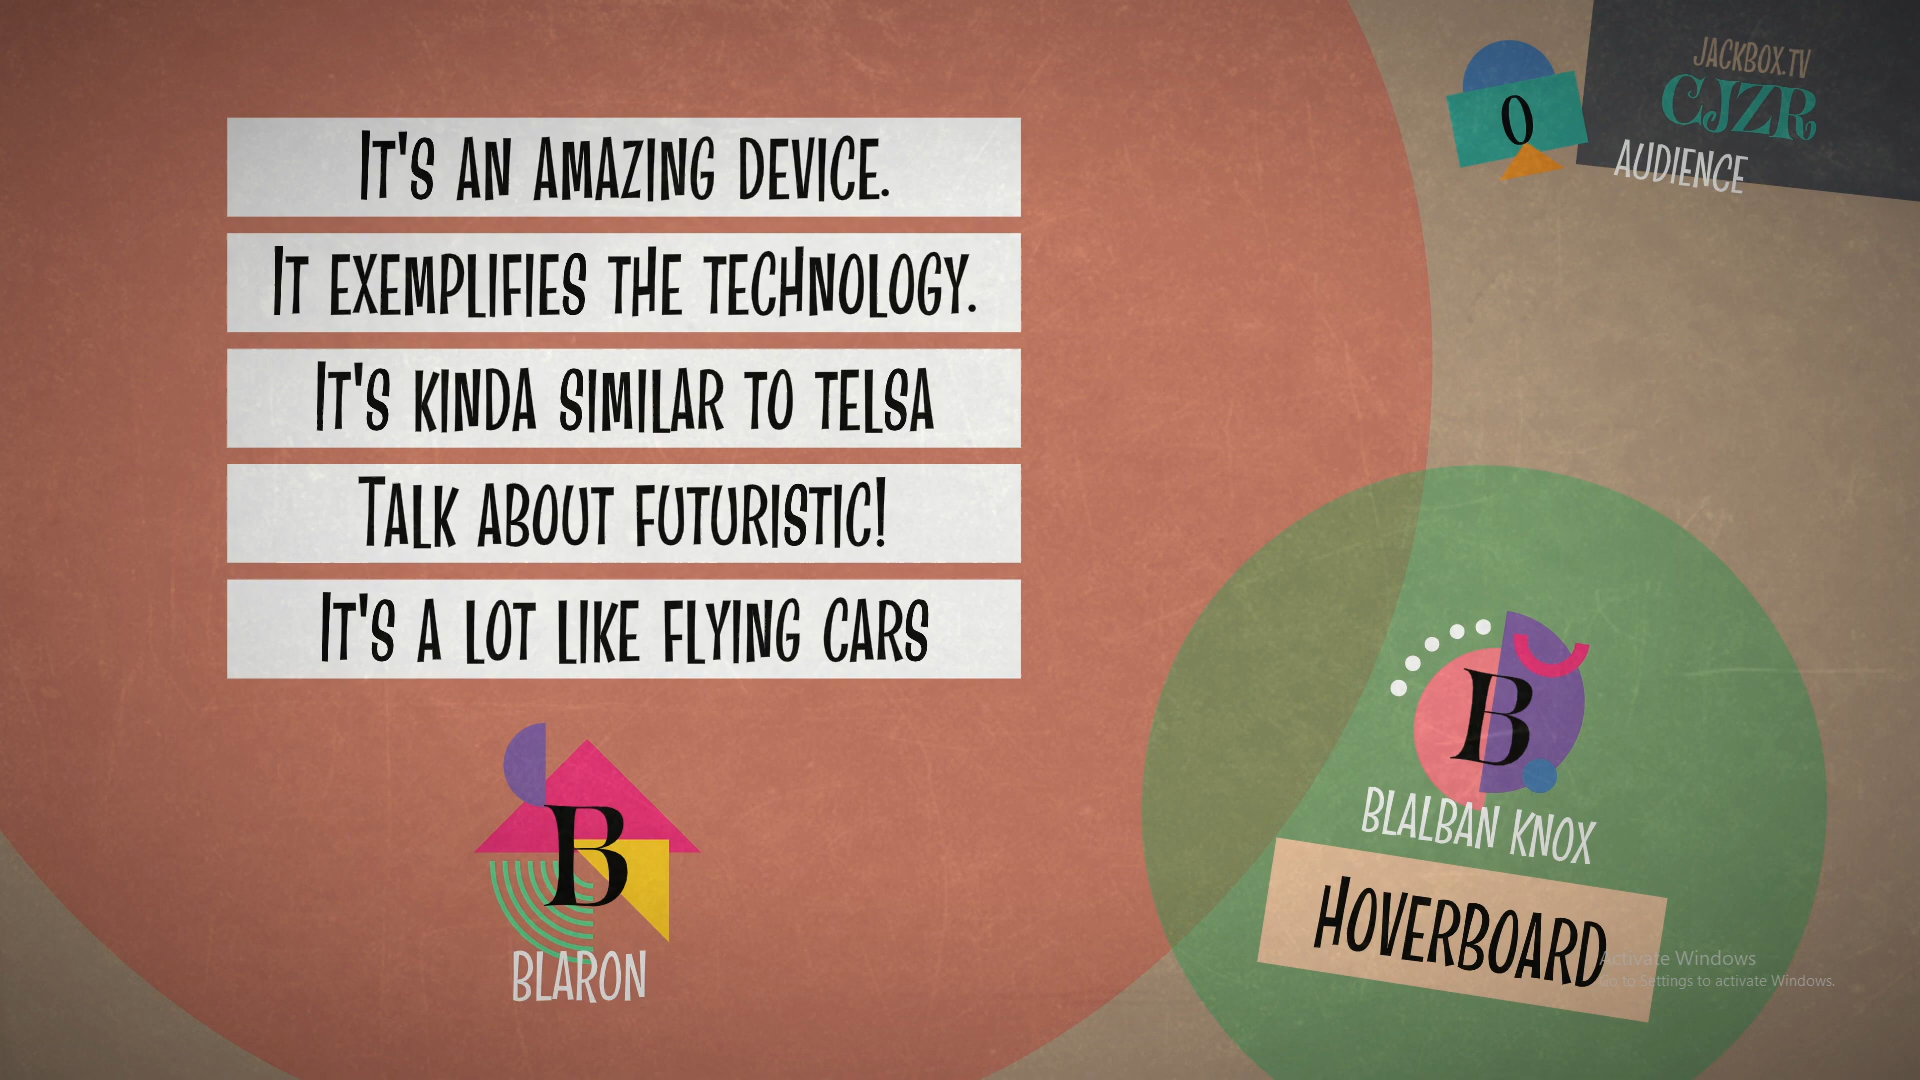 It's an amazing device.
It exemplifies the technology.
It's kinda similar to telsa
Talk about futuristic!
It's a lot like flying cars
B
BLARON
0
JACKBOX.TV
CJZR
AUDIENCE
B
BLALBAN KNOX
HOVERBOARD
Activate Windows
Go to Settings to activate Windows.